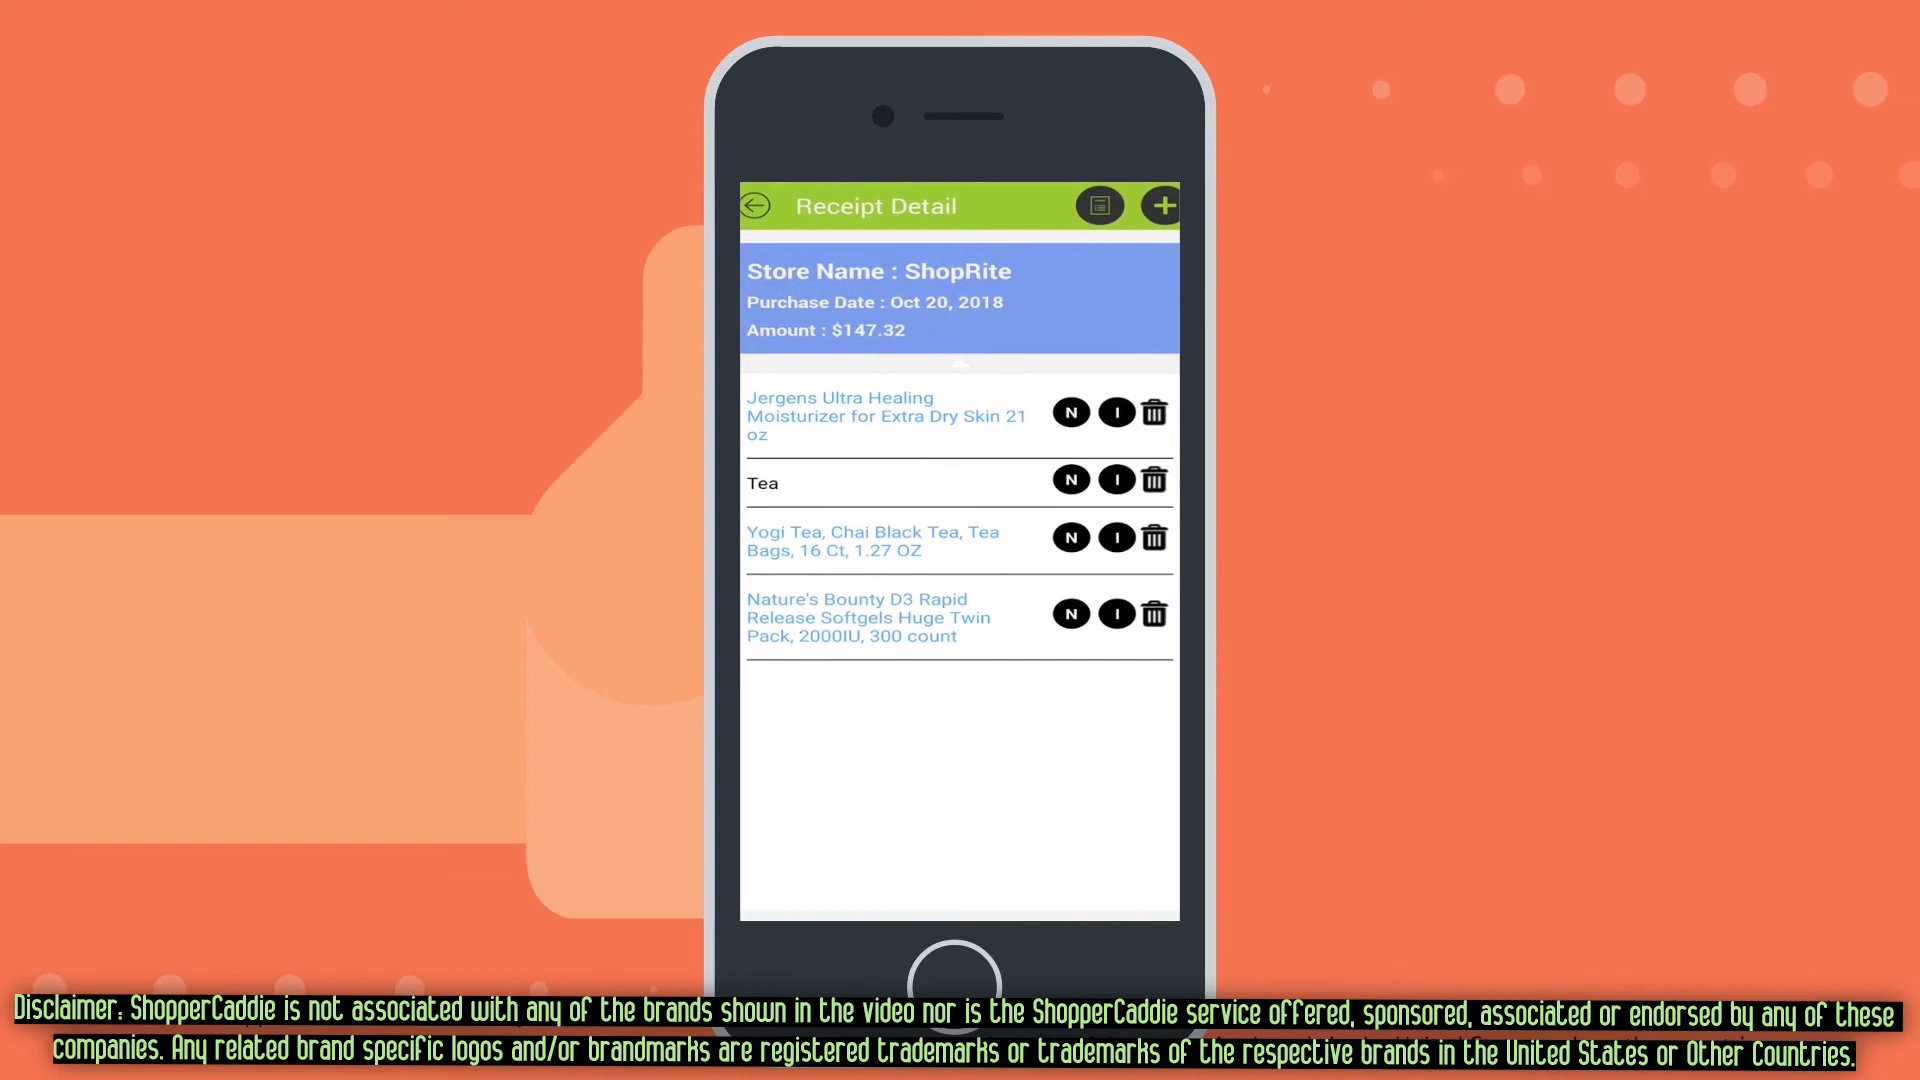 Receipt Detail
Store Name : ShopRite
Purchase Date : Oct 20, 2018
Amount : $147.32
Jergens Ultra Healing
Moisturizer for Extra Dry Skin 21
oz
N I
Tea
N I
Yogi Tea, Chai Black Tea, Tea
Bags, 16 Ct, 1.27 OZ
N I
Nature's Bounty D3 Rapid
Release Softgels Huge Twin
Pack, 2000IU, 300 count
N I
Disclaimer: ShopperCaddie is not associated with any of the brands shown in the video nor is the ShopperCaddie service offered, sponsored, associated or endorsed by any of these
companies. Any related brand specific logos and/or brandmarks are registered trademarks or trademarks of the respective brands in the United States or Other Countries.